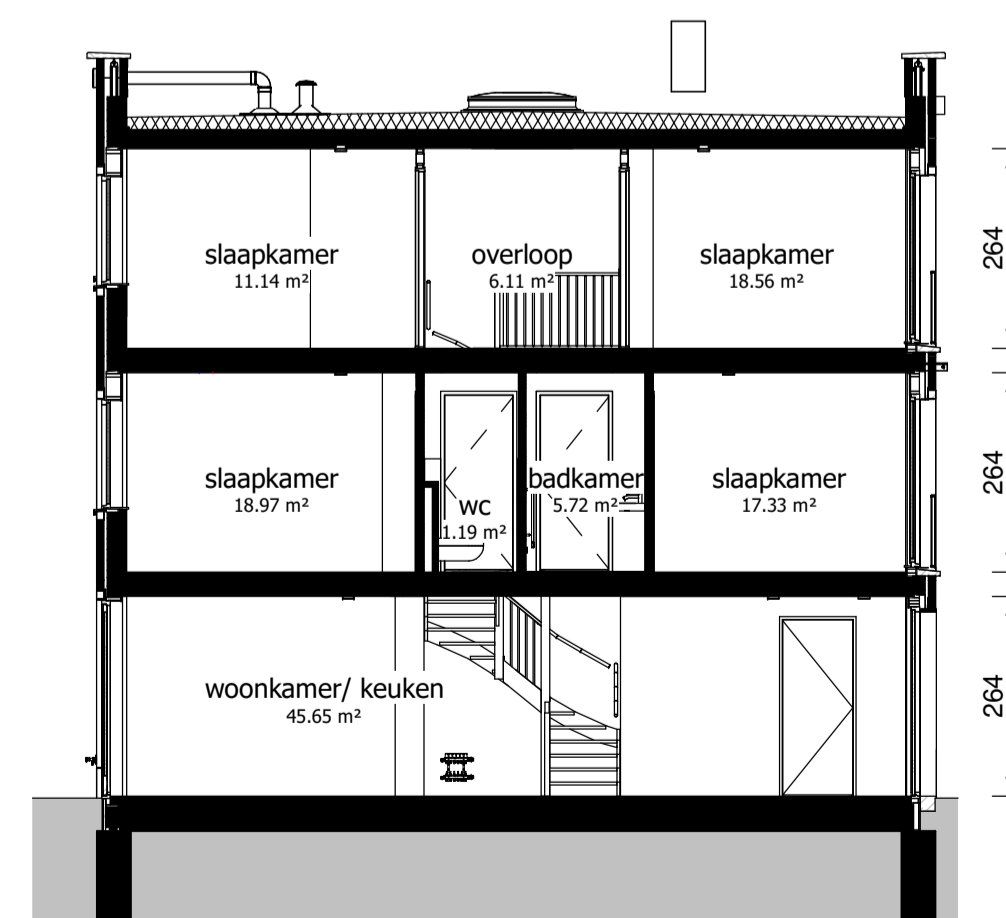 slaapkamer
11.14 m²
overloop
6.11 m²
slaapkamer
18.56 m²
264
slaapkamer
18.97 m²
wc
1.19 m²
badkamer
5.72 m²
slaapkamer
17.33 m²
264
woonkamer/ keuken
45.65 m²
264